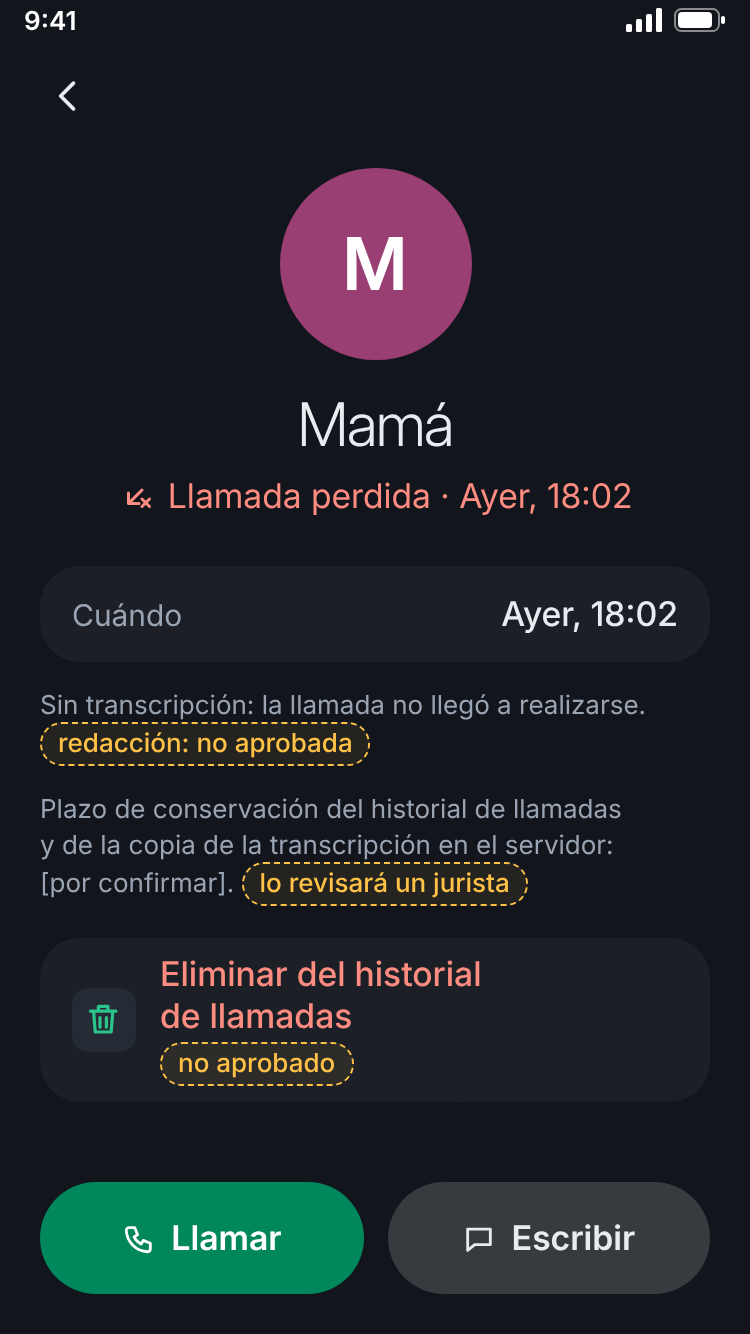 9:41
M
Mamá
Llamada perdida · Ayer, 18:02
Cuándo Ayer, 18:02
Sin transcripción: la llamada no llegó a realizarse.
redacción: no aprobada
Plazo de conservación del historial de llamadas
y de la copia de la transcripción en el servidor:
[por confirmar]. lo revisará un jurista
Eliminar del historial
de llamadas
no aprobado
Llamar Escribir